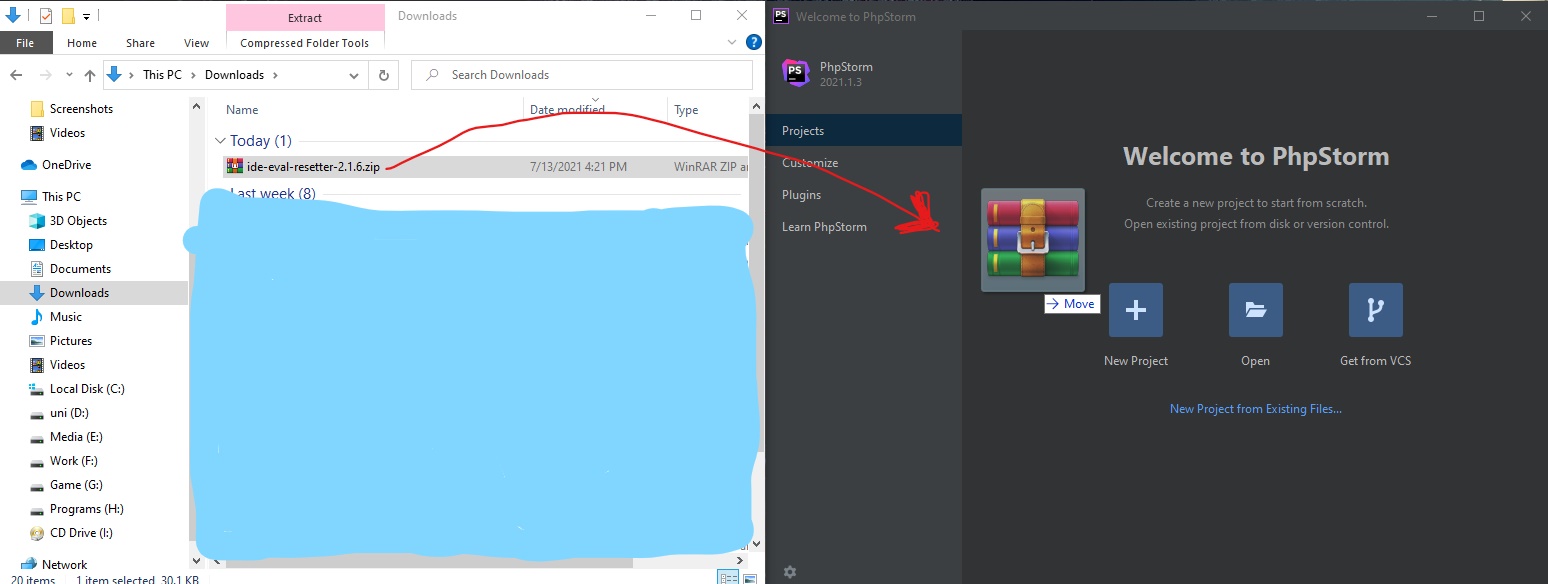 Extract
Downloads
File
Home
Share
View
Compressed Folder Tools
This PC
Downloads
Search Downloads
Screenshots
Videos
OneDrive
This PC
3D Objects
Desktop
Documents
Downloads
Music
Pictures
Videos
Local Disk (C:)
uni (D:)
Media (E:)
Work (F:)
Game (G:)
Programs (H:)
CD Drive (I:)
Network
Name
Date modified
Type
Today (1)
ide-eval-resetter-2.1.6.zip
7/13/2021 4:21 PM
WinRAR ZIP
Last week (8)
20 items
1 item selected 30.1 KB
PS
Welcome to PhpStorm
PS
PhpStorm
2021.1.3
Projects
Customize
Plugins
Learn PhpStorm
Welcome to PhpStorm
Create a new project to start from scratch.
Open existing project from disk or version control.
Move
New Project
Open
Get from VCS
New Project from Existing Files...